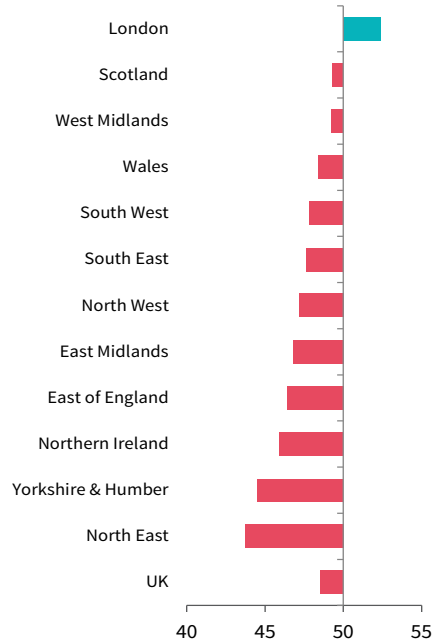 London
Scotland
West Midlands
Wales
South West
South East
North West
East Midlands
East of England
Northern Ireland
Yorkshire & Humber
North East
UK
40 45 50 55